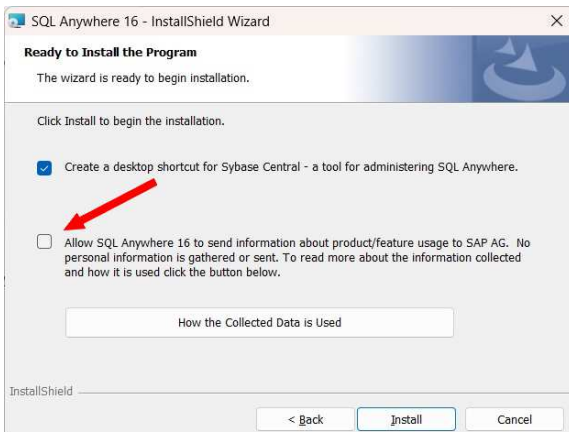 SQL Anywhere 16 - InstallShield Wizard
Ready to Install the Program
The wizard is ready to begin installation.
Click Install to begin the installation.
Create a desktop shortcut for Sybase Central - a tool for administering SQL Anywhere.
Allow SQL Anywhere 16 to send information about product/feature usage to SAP AG. No
personal information is gathered or sent. To read more about the information collected
and how it is used click the button below.
How the Collected Data is Used
InstallShield
< Back Install Cancel